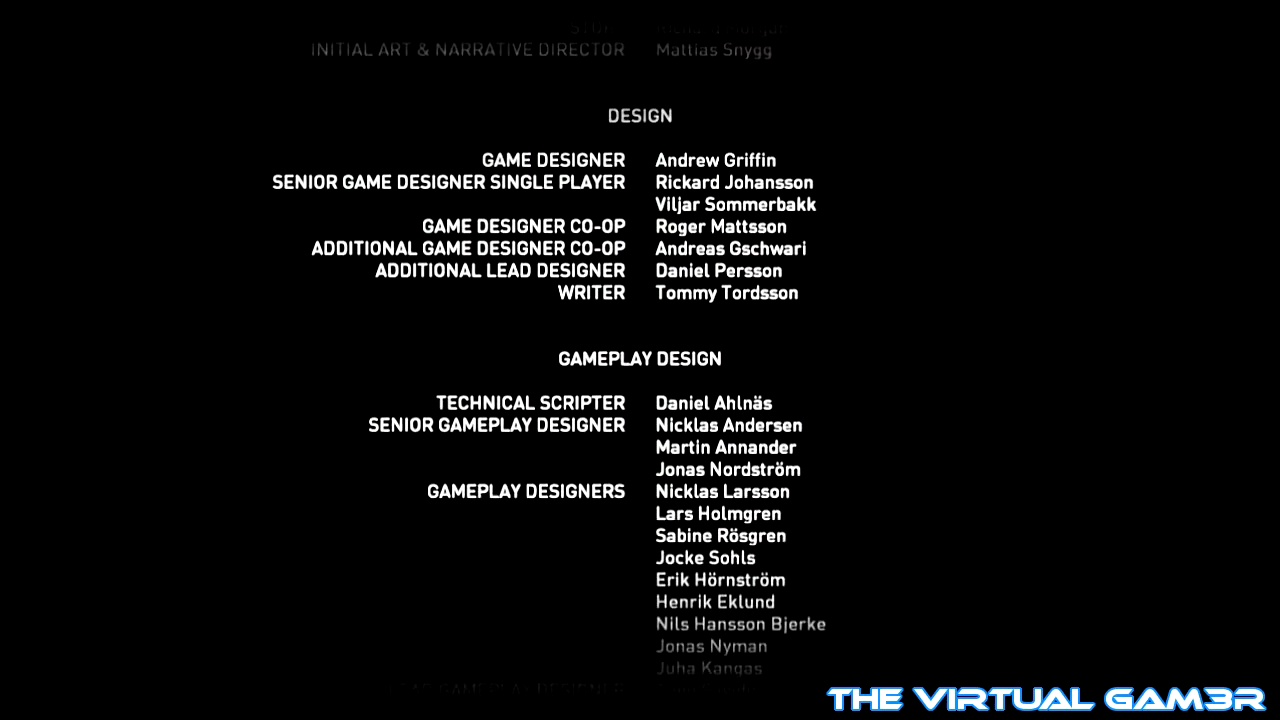 INITIAL ART & NARRATIVE DIRECTOR Mattias Snygg
DESIGN
GAME DESIGNER Andrew Griffin
SENIOR GAME DESIGNER SINGLE PLAYER Rickard Johansson
Viljar Sommerbakk
GAME DESIGNER CO-OP Roger Mattsson
ADDITIONAL GAME DESIGNER CO-OP Andreas Gschwari
ADDITIONAL LEAD DESIGNER Daniel Persson
WRITER Tommy Tordsson
GAMEPLAY DESIGN
TECHNICAL SCRIPTER Daniel Ahlnäs
SENIOR GAMEPLAY DESIGNER Nicklas Andersen
Martin Annander
Jonas Nordström
GAMEPLAY DESIGNERS Nicklas Larsson
Lars Holmgren
Sabine Rösgren
Jocke Sohls
Erik Hörnström
Henrik Eklund
Nils Hansson Bjerke
Jonas Nyman
Juha Kangas
LEAD GAMEPLAY DESIGNER
THE VIRTUAL GAM3R